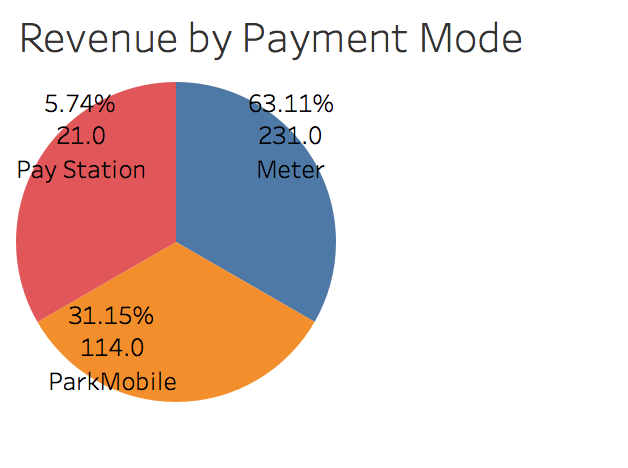 Revenue by Payment Mode
5.74%
21.0
Pay Station
63.11%
231.0
Meter
31.15%
114.0
ParkMobile